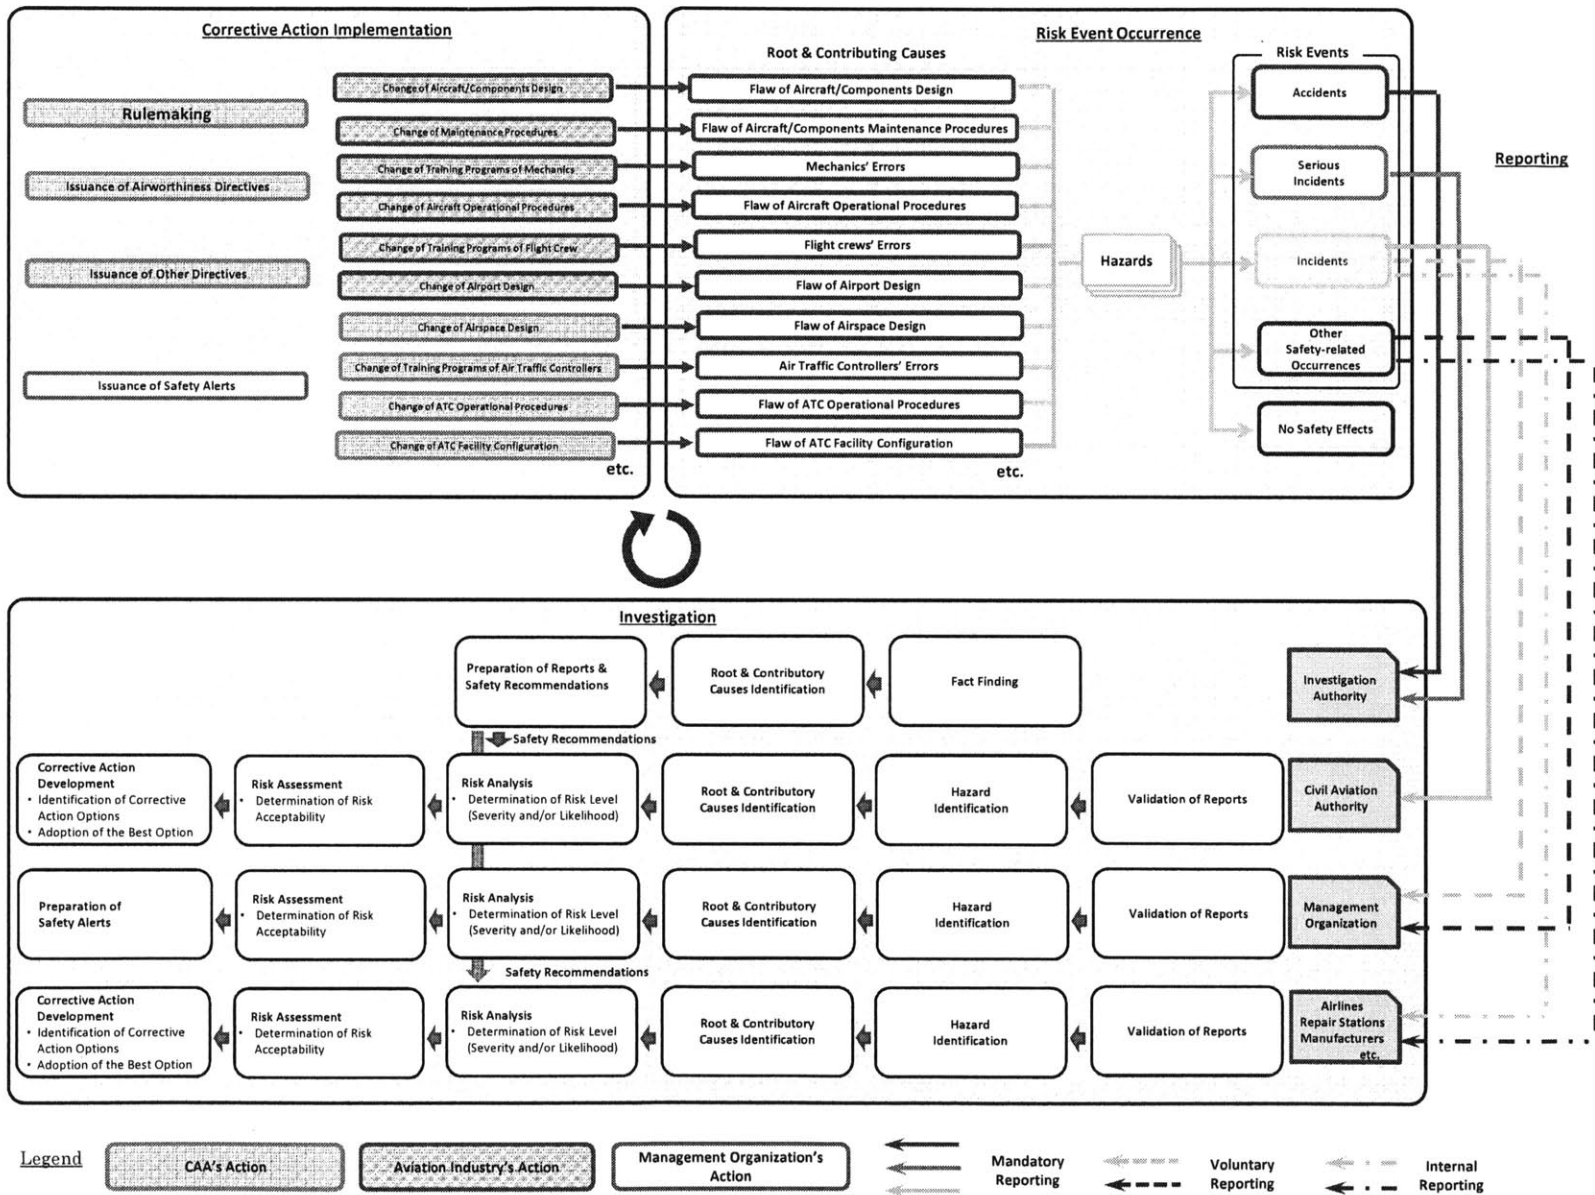 Corrective Action Implementation
Rulemaking
Issuance of Airworthiness Directives
Issuance of Other Directives
Issuance of Safety Alerts
Change of Aircraft/Components Design
Change of Maintenance Procedures
Change of Training Programs of Mechanics
Change of Aircraft Operational Procedures
Change of Training Programs of Flight Crew
Change of Airport Design
Change of Airspace Design
Change of Training Programs of Air Traffic Controllers
Change of ATC Operational Procedures
Change of ATC Facility Configuration
etc.
Risk Event Occurrence
Root & Contributing Causes
Flaw of Aircraft/Components Design
Flaw of Aircraft/Components Maintenance Procedures
Mechanics' Errors
Flaw of Aircraft Operational Procedures
Flight crews' Errors
Flaw of Airport Design
Flaw of Airspace Design
Air Traffic Controllers' Errors
Flaw of ATC Operational Procedures
Flaw of ATC Facility Configuration
etc.
Hazards
Risk Events
Accidents
Serious
Incidents
Incidents
Other
Safety-related
Occurrences
No Safety Effects
Reporting
Investigation
Preparation of Reports &
Safety Recommendations
Root & Contributory
Causes Identification
Fact Finding
Investigation
Authority
Safety Recommendations
Corrective Action
Development
• Identification of Corrective
Action Options
• Adoption of the Best Option
Risk Assessment
• Determination of Risk
Acceptability
Risk Analysis
• Determination of Risk Level
(Severity and/or Likelihood)
Root & Contributory
Causes Identification
Hazard
Identification
Validation of Reports
Civil Aviation
Authority
Preparation of
Safety Alerts
Risk Assessment
• Determination of Risk
Acceptability
Risk Analysis
• Determination of Risk Level
(Severity and/or Likelihood)
Root & Contributory
Causes Identification
Hazard
Identification
Validation of Reports
Management
Organization
Safety Recommendations
Corrective Action
Development
• Identification of Corrective
Action Options
• Adoption of the Best Option
Risk Assessment
• Determination of Risk
Acceptability
Risk Analysis
• Determination of Risk Level
(Severity and/or Likelihood)
Root & Contributory
Causes Identification
Hazard
Identification
Validation of Reports
Airlines
Repair Stations
Manufacturers
etc.
Legend
CAA's Action
Aviation Industry's Action
Management Organization's
Action
Mandatory
Reporting
Voluntary
Reporting
Internal
Reporting